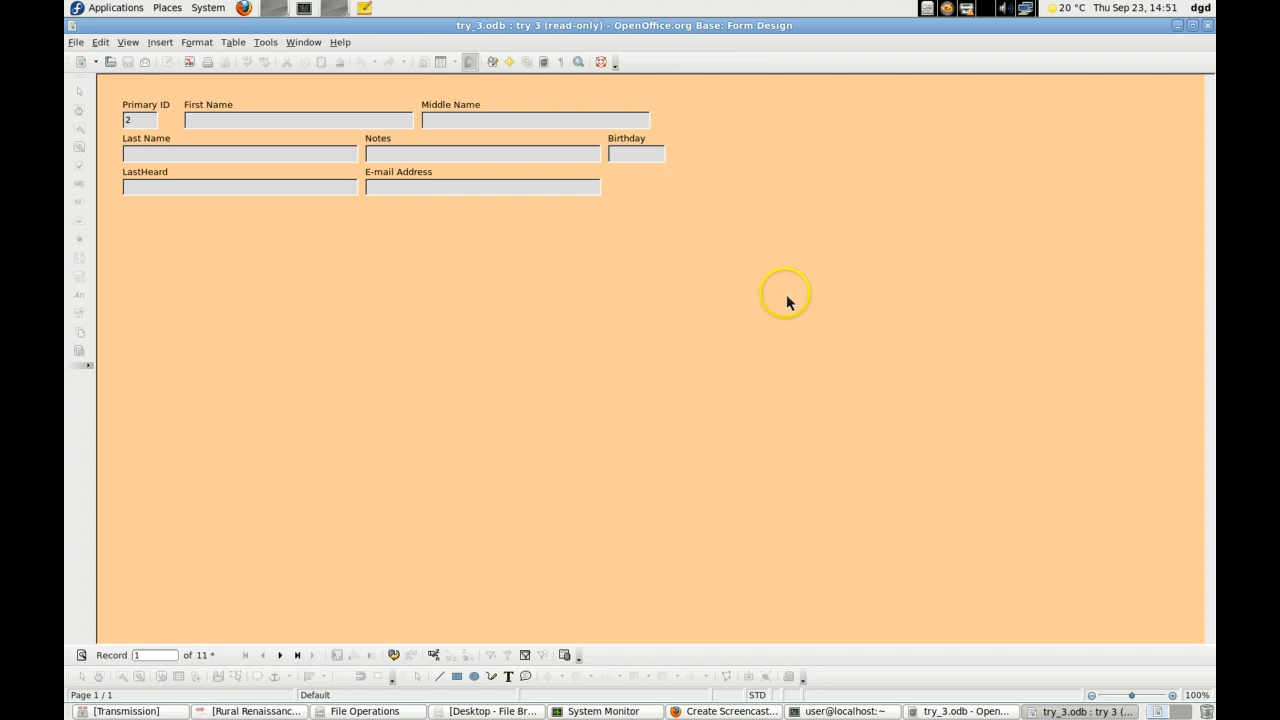 Applications Places System 20 °C Thu Sep 23, 14:51 dgd
try_3.odb : try 3 (read-only) - OpenOffice.org Base: Form Design
File Edit View Insert Format Table Tools Window Help
Primary ID First Name Middle Name
2
Last Name Notes Birthday
LastHeard E-mail Address
Record 1 of 11 *
Page 1 / 1 Default STD 100%
[Transmission] [Rural Renaissanc... File Operations [Desktop - File Br... System Monitor Create Screencast... user@localhost:~ try_3.odb - Open... try_3.odb : try 3 (...